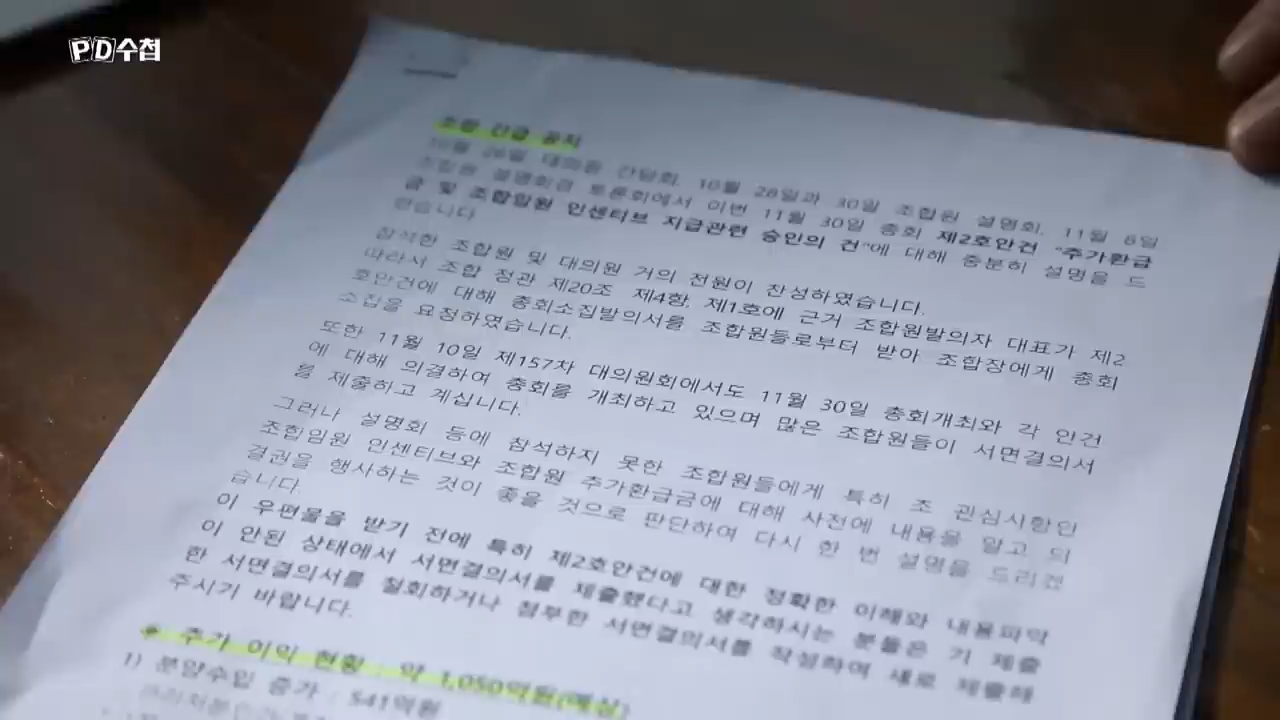 PD수첩
조합 긴급 공지
10월 26일 대의원 간담회, 10월 28일과 30일 조합원 설명회, 11월 8일
조합원 설명회겸 토론회에서 이번 11월 30일 총회 제2호안건 "추가환급
금 및 조합임원 인센티브 지급관련 승인의 건"에 대해 충분히 설명을 드
렸습니다.
참석한 조합원 및 대의원 거의 전원이 찬성하였습니다.
따라서 조합 정관 제20조 제4항, 제1호에 근거 조합원발의자 대표가 제2
호안건에 대해 총회소집발의서를 조합원들로부터 받아 조합장에게 총회
소집을 요청하였습니다.
또한 11월 10일 제157차 대의원회에서도 11월 30일 총회개최와 각 안건
에 대해 의결하여 총회를 개최하고 있으며 많은 조합원들이 서면결의서
를 제출하고 계십니다.
그러나 설명회 등에 참석하지 못한 조합원들에게 특히 조 관심사항인
조합임원 인센티브와 조합원 추가환급금에 대해 사전에 내용을 알고 의
결권을 행사하는 것이 좋을 것으로 판단하여 다시 한 번 설명을 드리겠
습니다.
이 우편물을 받기 전에 특히 제2호안건에 대한 정확한 이해와 내용파악
이 안된 상태에서 서면결의서를 제출했다고 생각하시는 분들은 기 제출
한 서면결의서를 철회하거나 첨부한 서면결의서를 작성하여 새로 제출해
주시기 바랍니다.
◈ 추가 이익 현황 : 약 1,050억원(예상)
1) 분양수입 증가 : 541억원